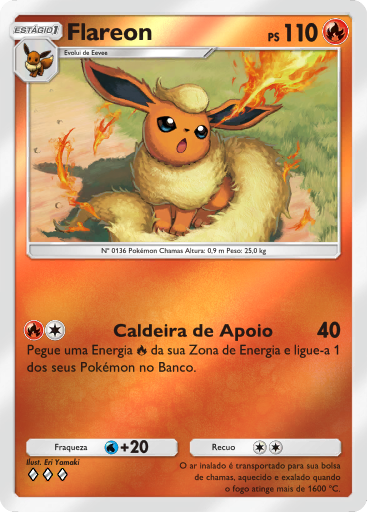 ESTÁGIO 1
Flareon
PS 110
Evolui de Eevee
Nº 0136 Pokémon Chamas Altura: 0,9 m Peso: 25,0 kg
Caldeira de Apoio 40
Pegue uma Energia da sua Zona de Energia e ligue-a 1
dos seus Pokémon no Banco.
Fraqueza +20
Recuo
Ilust. Eri Yamaki
O ar inalado é transportado para sua bolsa
de chamas, aquecido e exalado quando
o fogo atinge mais de 1600 °C.